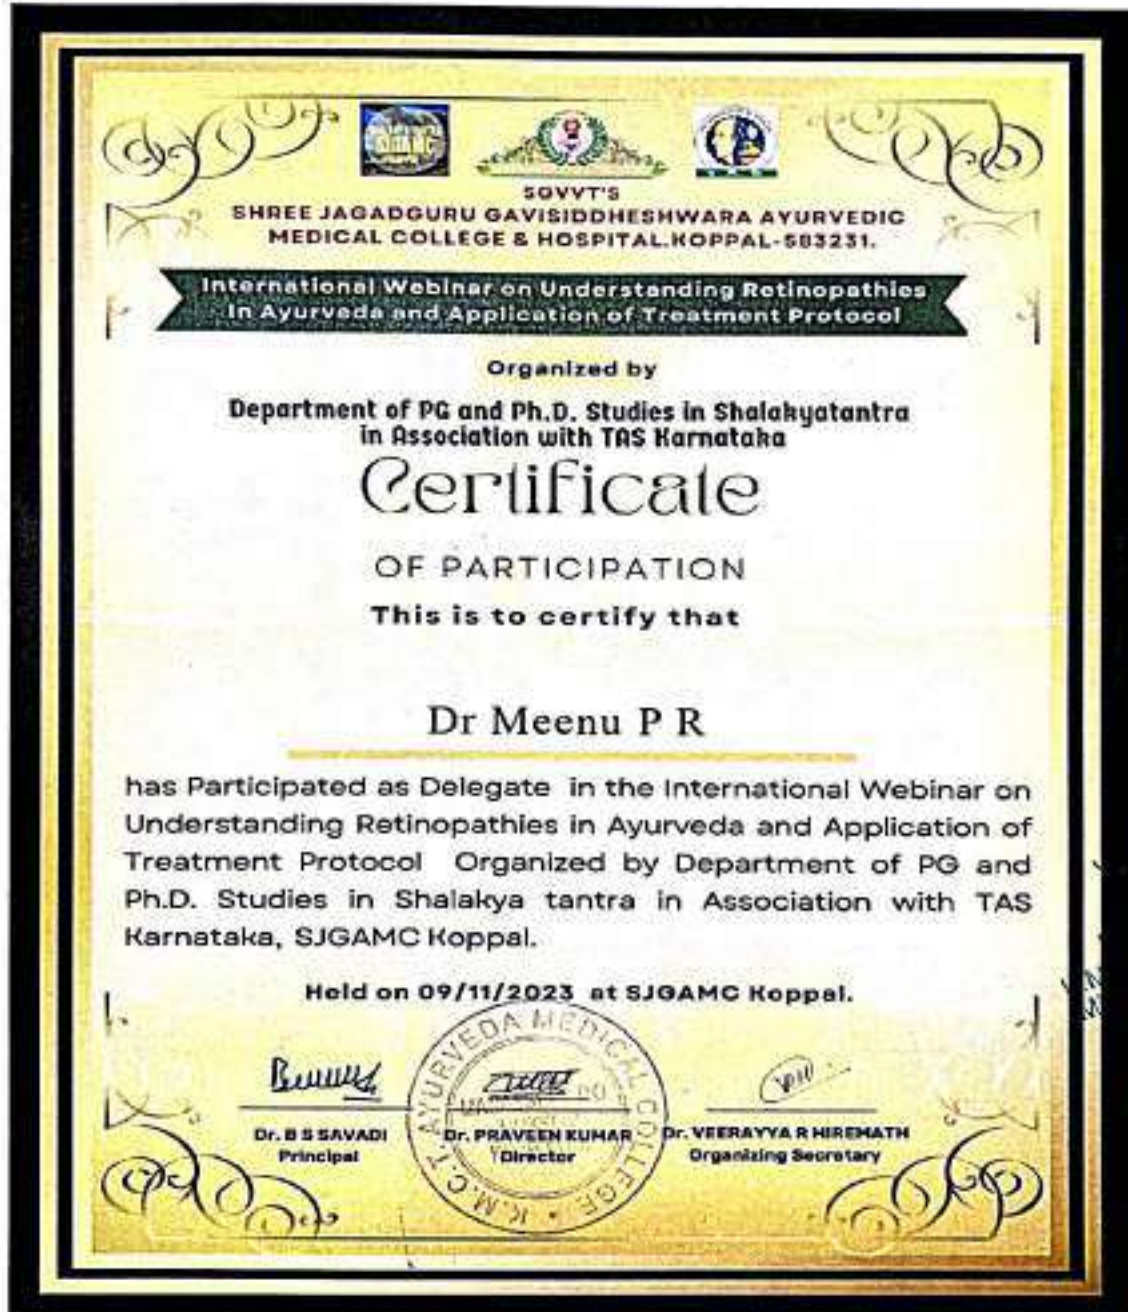 SJGAMC
SGVVT'S
SHREE JAGADGURU GAVISIDDHESHWARA AYURVEDIC
MEDICAL COLLEGE & HOSPITAL.KOPPAL-583231.
International Webinar on Understanding Retinopathies
In Ayurveda and Application of Treatment Protocol
Organized by
Department of PG and Ph.D. Studies in Shalakyatantra
in Association with TAS Karnataka
Certificate
OF PARTICIPATION
This is to certify that
Dr Meenu P R
has Participated as Delegate in the International Webinar on
Understanding Retinopathies in Ayurveda and Application of
Treatment Protocol Organized by Department of PG and
Ph.D. Studies in Shalakya tantra in Association with TAS
Karnataka, SJGAMC Koppal.
Held on 09/11/2023 at SJGAMC Koppal.
K.M.C.T. AYURVEDA MEDICAL COLLEGE
Dr. B S SAVADI
Dr. PRAVEEN KUMAR
Dr. VEERAYYA R HIREMATH
Principal
Director
Organizing Secretary